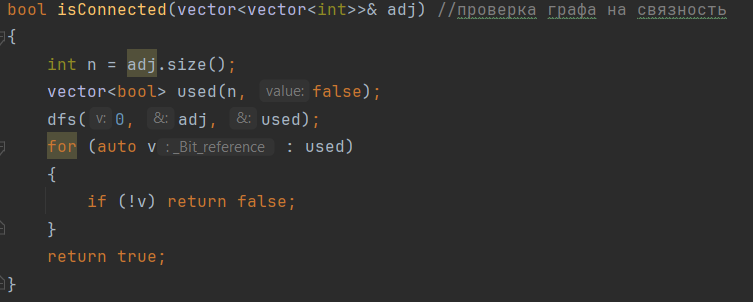 bool isConnected(vector<vector<int>>& adj) //проверка графа на связность
{
int n = adj.size();
vector<bool> used(n, value: false);
dfs( v: 0, &: adj, &: used);
for (auto v : _Bit_reference : used)
{
if (!v) return false;
}
return true;
}